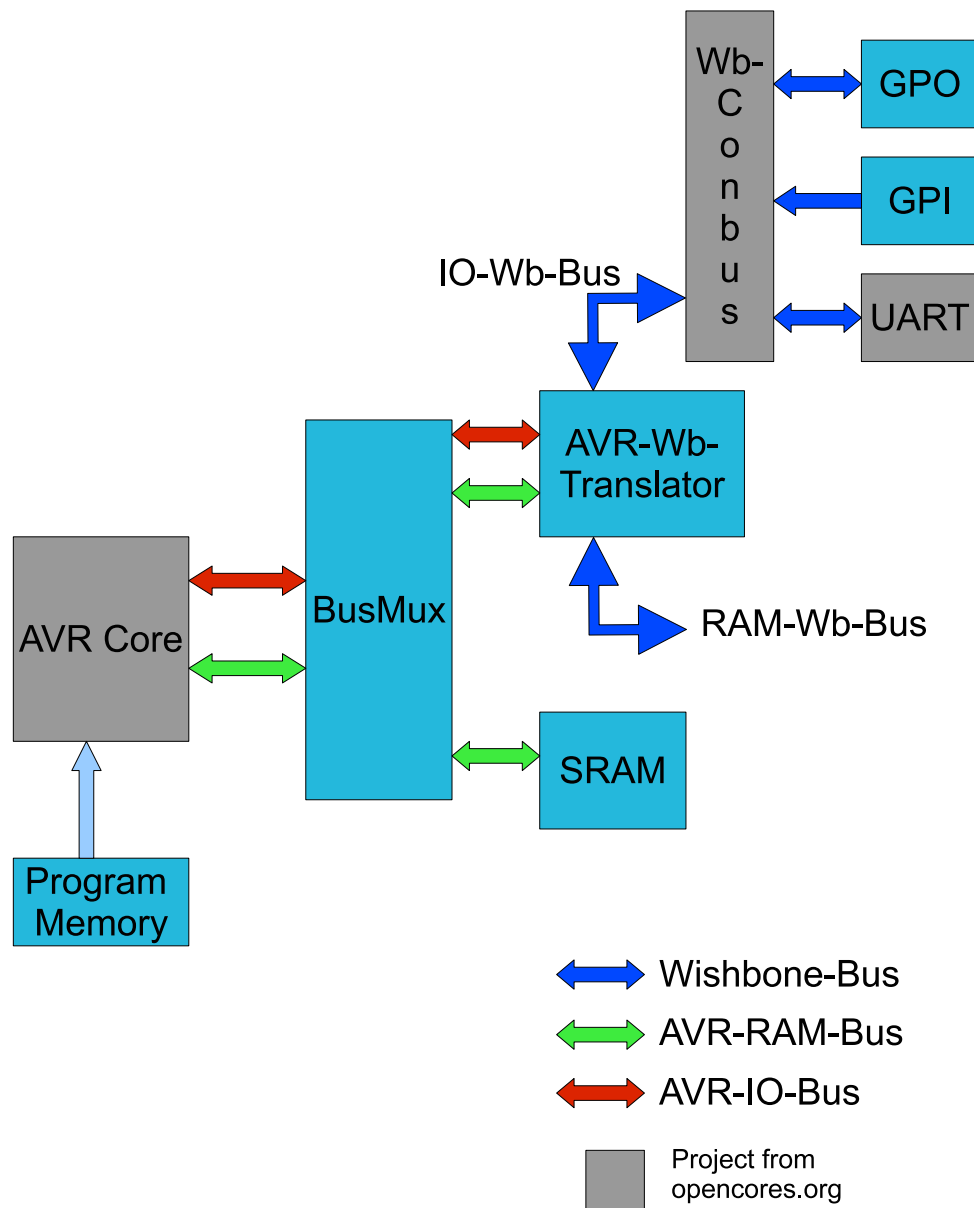 Wb-
C
o
n
b
u
s
GPO
GPI
UART
IO-Wb-Bus
AVR-Wb-
Translator
BusMux
AVR Core
RAM-Wb-Bus
SRAM
Program
Memory
Wishbone-Bus
AVR-RAM-Bus
AVR-IO-Bus
Project from
opencores.org